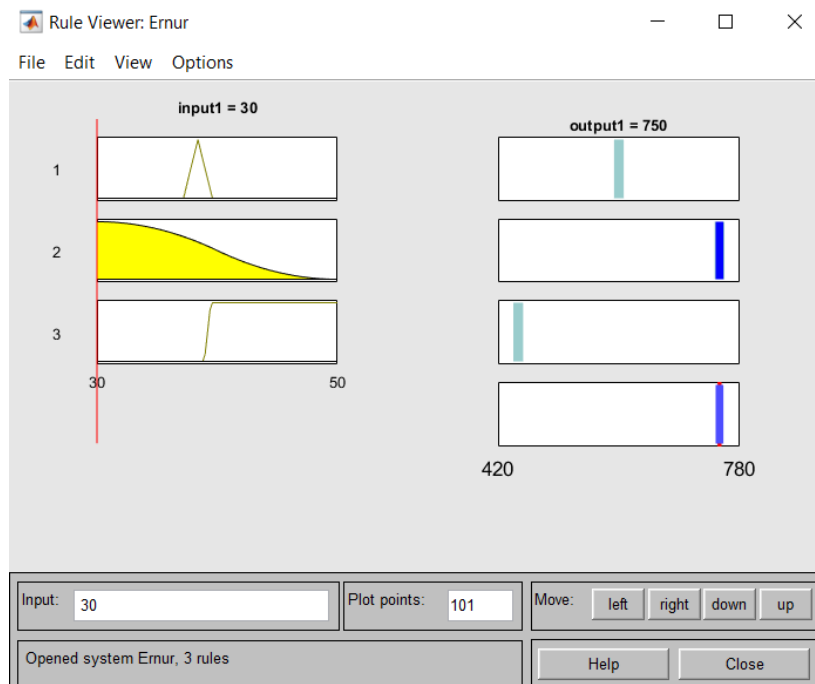 Rule Viewer: Ernur
File Edit View Options
input1 = 30
output1 = 750
1
2
3
30 50
420 780
Input: 30
Plot points: 101
Move: left right down up
Opened system Ernur, 3 rules
Help Close